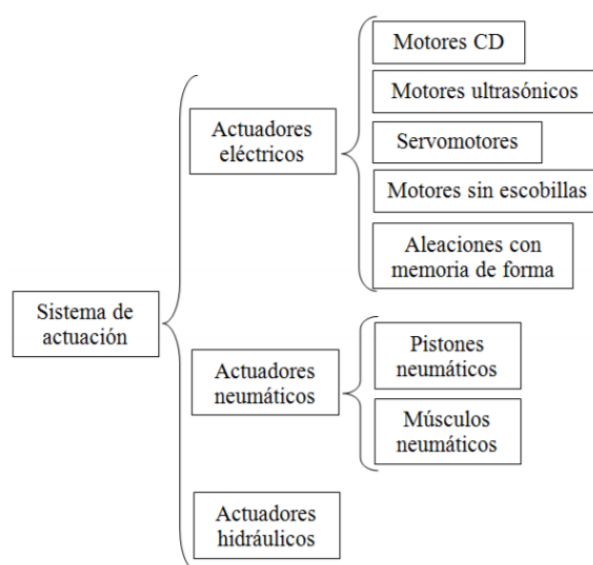 Sistema de
actuación
Actuadores
eléctricos
Motores CD
Motores ultrasónicos
Servomotores
Motores sin escobillas
Aleaciones con
memoria de forma
Actuadores
neumáticos
Pistones
neumáticos
Músculos
neumáticos
Actuadores
hidráulicos